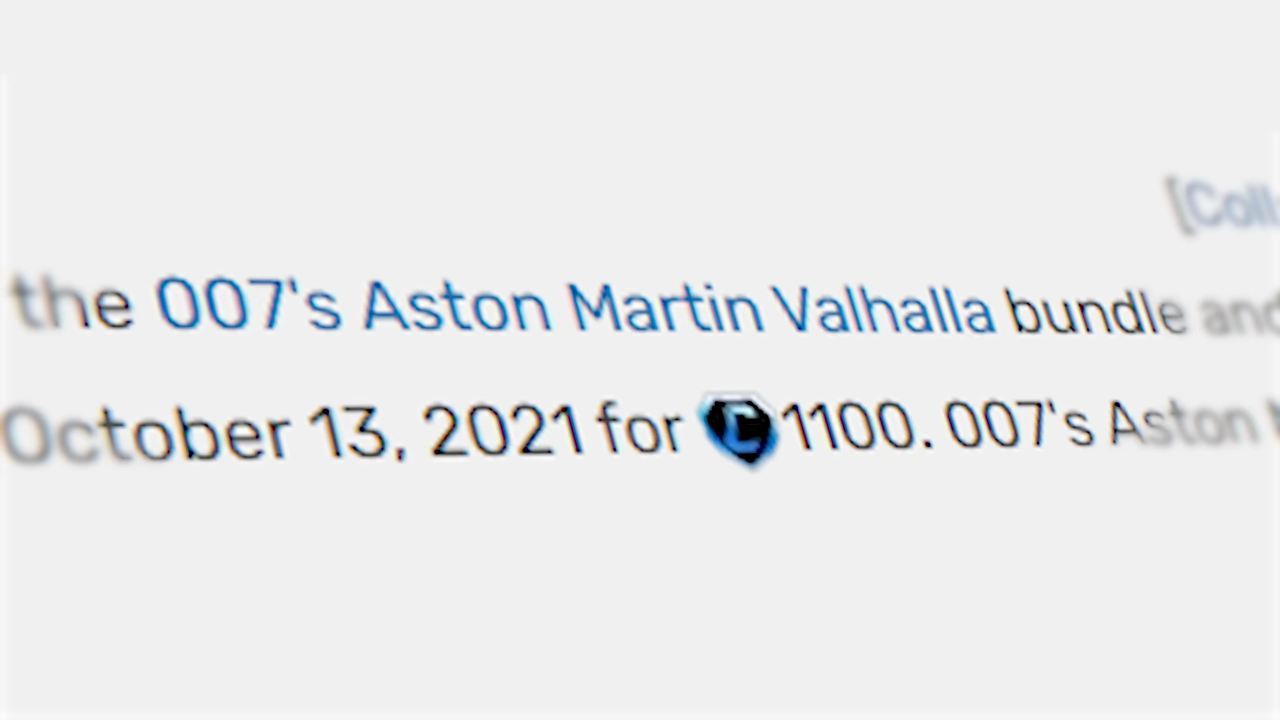 [Coll
the 007's Aston Martin Valhalla bundle and
October 13, 2021 for C 1100. 007's Aston